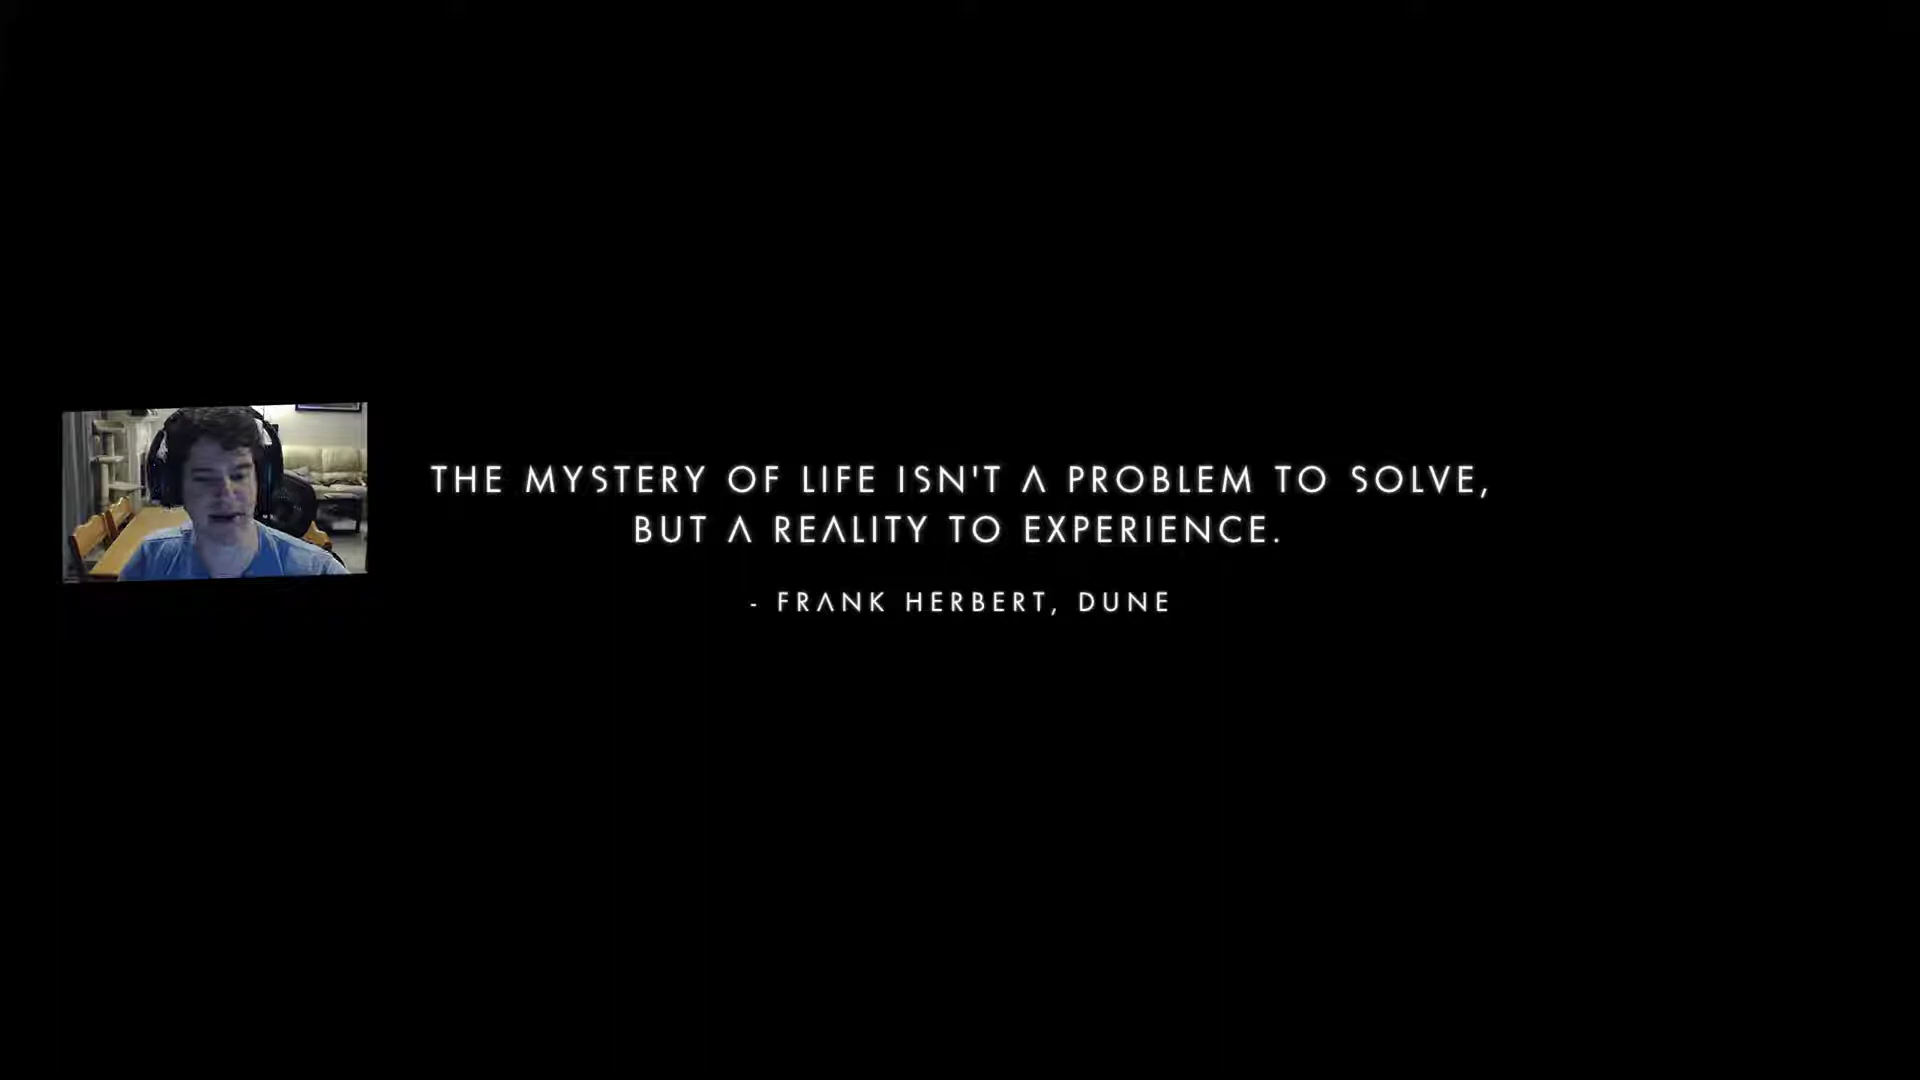 THE MYSTERY OF LIFE ISN'T A PROBLEM TO SOLVE,
BUT A REALITY TO EXPERIENCE.
- FRANK HERBERT, DUNE